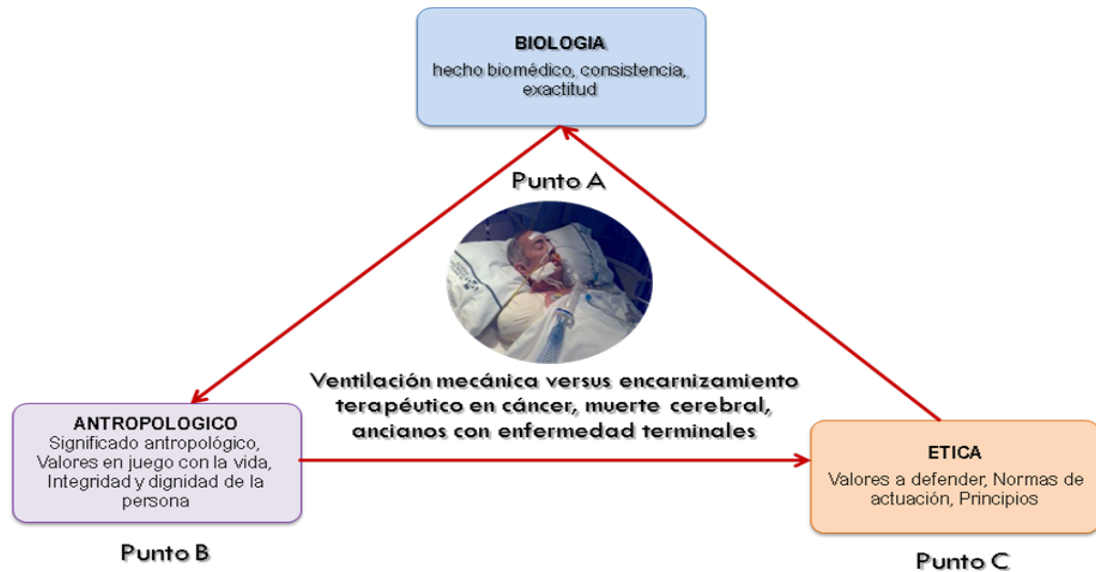 BIOLOGIA
hecho biomédico, consistencia,
exactitud
Punto A
Ventilación mecánica versus encarnizamiento
terapéutico en cáncer, muerte cerebral,
ancianos con enfermedad terminales
ANTROPOLOGICO
Significado antropológico,
Valores en juego con la vida,
Integridad y dignidad de la
persona
Punto B
ETICA
Valores a defender, Normas de
actuación, Principios
Punto C